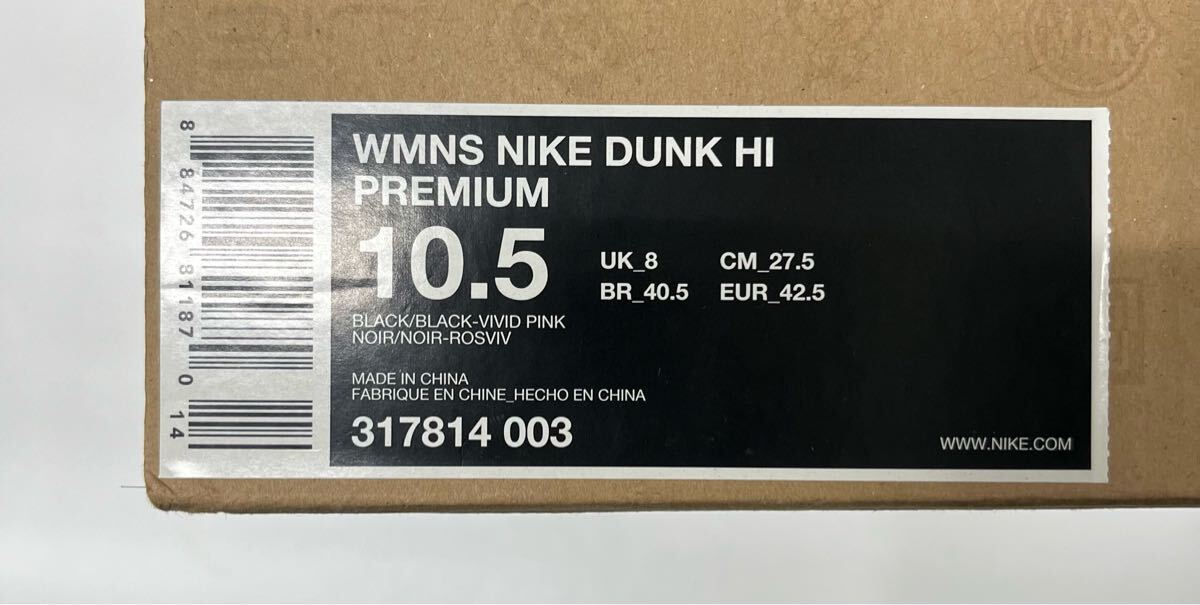 8 84726 81187 0
14
WMNS NIKE DUNK HI
PREMIUM
10.5
UK_8 CM_27.5
BR_40.5 EUR_42.5
BLACK/BLACK-VIVID PINK
NOIR/NOIR-ROSVIV
MADE IN CHINA
FABRIQUE EN CHINE_HECHO EN CHINA
317814 003
WWW.NIKE.COM